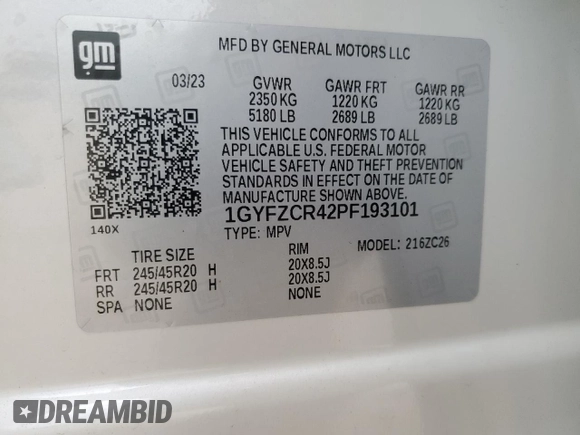 gm
MFD BY GENERAL MOTORS LLC
03/23 GVWR GAWR FRT GAWR RR
2350 KG 1220 KG 1220 KG
5180 LB 2689 LB 2689 LB
THIS VEHICLE CONFORMS TO ALL
APPLICABLE U.S. FEDERAL MOTOR
VEHICLE SAFETY AND THEFT PREVENTION
STANDARDS IN EFFECT ON THE DATE OF
MANUFACTURE SHOWN ABOVE.
1GYFZCR42PF193101
140X
TYPE: MPV MODEL: 216ZC26
TIRE SIZE RIM
FRT 245/45R20 H 20X8.5J
RR 245/45R20 H 20X8.5J
SPA NONE NONE
DREAMBID